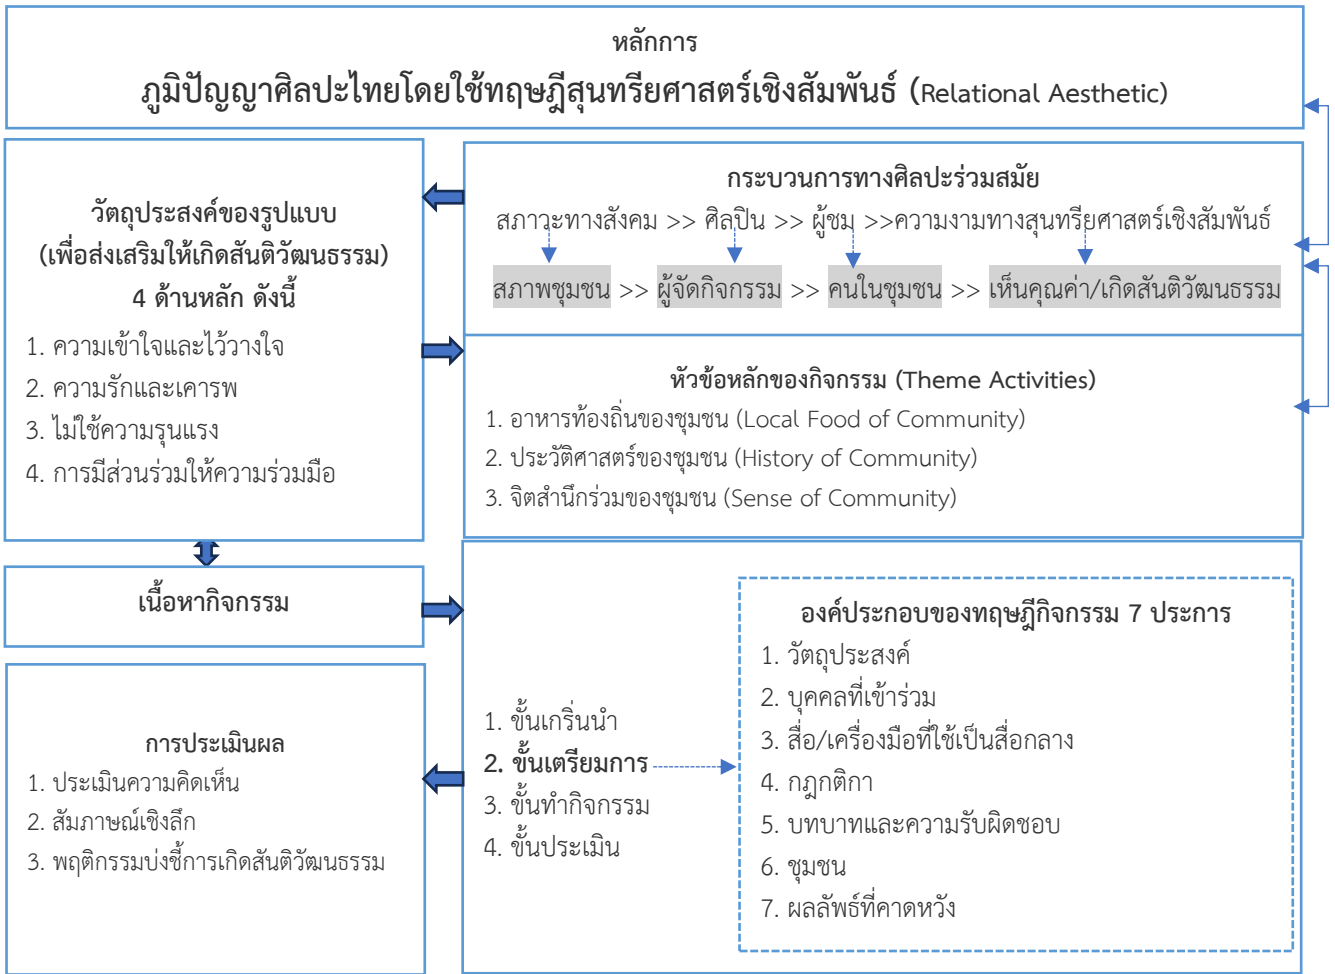 หลักการ
ภูมิปัญญาศิลปะไทยโดยใช้ทฤษฎีสุนทรียศาสตร์เชิงสัมพันธ์ (Relational Aesthetic)
วัตถุประสงค์ของรูปแบบ
(เพื่อส่งเสริมให้เกิดสันติวัฒนธรรม)
4 ด้านหลัก ดังนี้
1. ความเข้าใจและไว้วางใจ
2. ความรักและเคารพ
3. ไม่ใช้ความรุนแรง
4. การมีส่วนร่วมให้ความร่วมมือ
กระบวนการทางศิลปะร่วมสมัย
สภาวะทางสังคม >> ศิลปิน >> ผู้ชม >>ความงามทางสุนทรียศาสตร์เชิงสัมพันธ์
สภาพชุมชน >> ผู้จัดกิจกรรม >> คนในชุมชน >> เห็นคุณค่า/เกิดสันติวัฒนธรรม
หัวข้อหลักของกิจกรรม (Theme Activities)
1. อาหารท้องถิ่นของชุมชน (Local Food of Community)
2. ประวัติศาสตร์ของชุมชน (History of Community)
3. จิตสำนึกร่วมของชุมชน (Sense of Community)
เนื้อหากิจกรรม
1. ขั้นเกริ่นนำ
2. ขั้นเตรียมการ
3. ขั้นทำกิจกรรม
4. ขั้นประเมิน
องค์ประกอบของทฤษฎีกิจกรรม 7 ประการ
1. วัตถุประสงค์
2. บุคคลที่เข้าร่วม
3. สื่อ/เครื่องมือที่ใช้เป็นสื่อกลาง
4. กฎกติกา
5. บทบาทและความรับผิดชอบ
6. ชุมชน
7. ผลลัพธ์ที่คาดหวัง
การประเมินผล
1. ประเมินความคิดเห็น
2. สัมภาษณ์เชิงลึก
3. พฤติกรรมบ่งชี้การเกิดสันติวัฒนธรรม